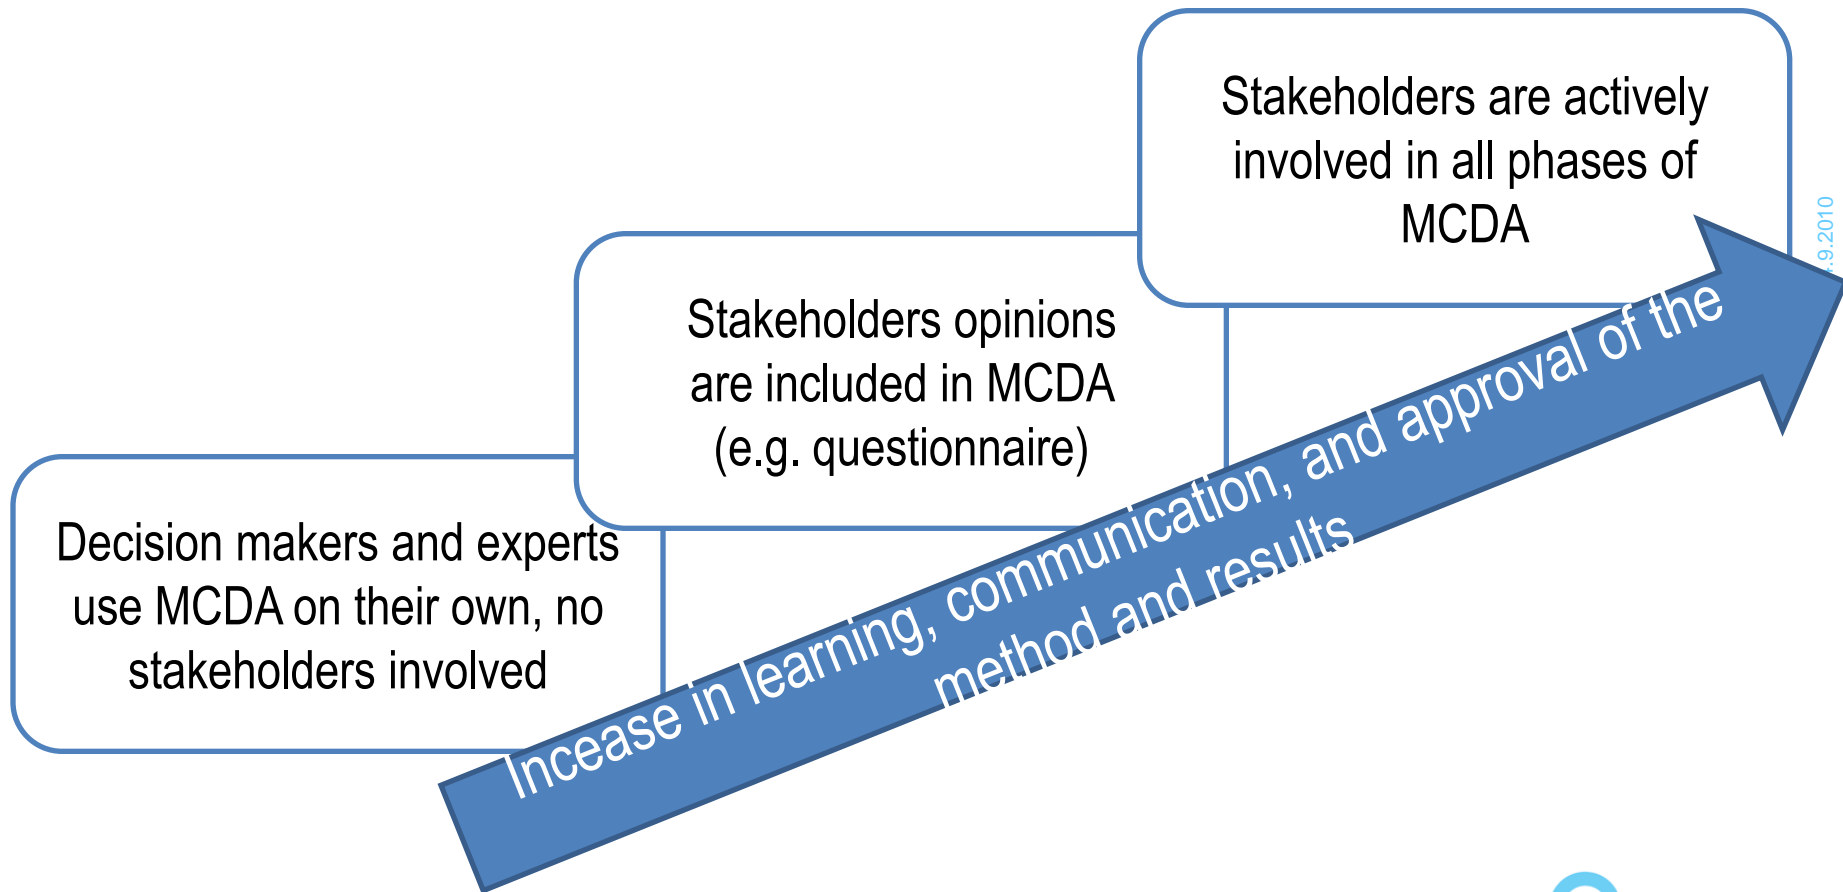 Stakeholders are actively
involved in all phases of
MCDA
Stakeholders opinions
are included in MCDA
(e.g. questionnaire)
Decision makers and experts
use MCDA on their own, no
stakeholders involved
Incease in learning, communication, and approval of the
method and results
.9.2010